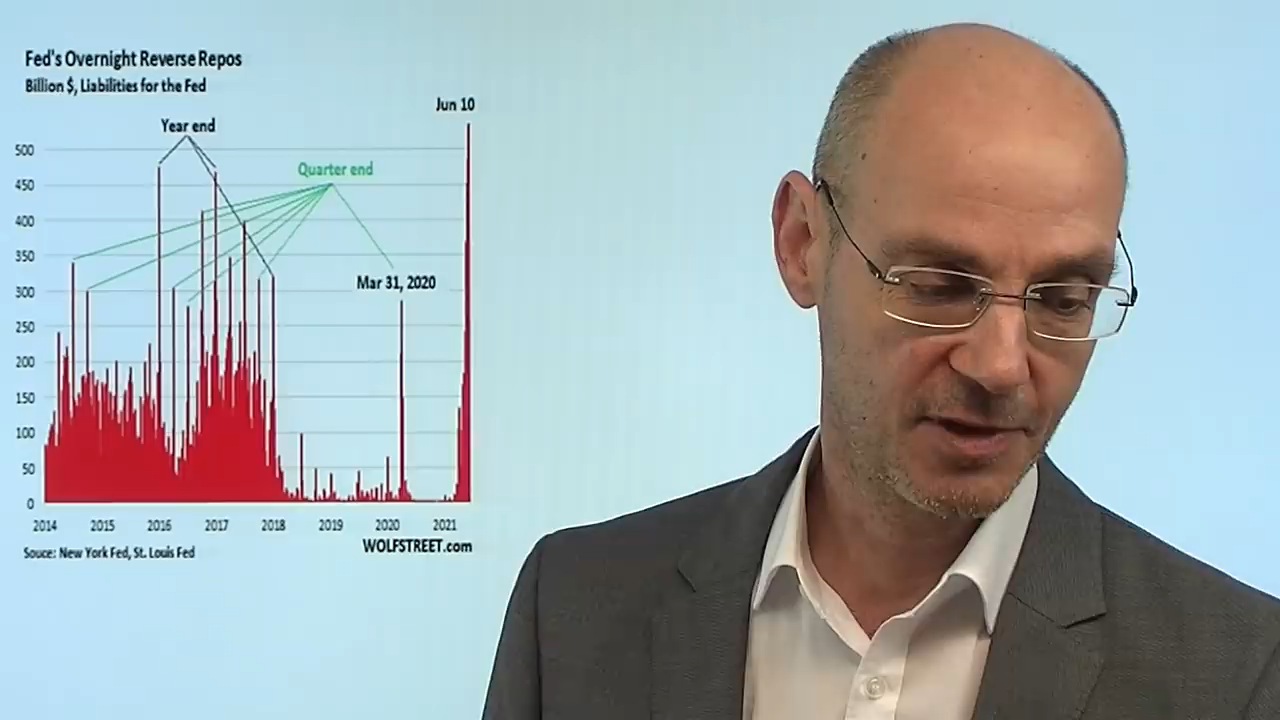 Fed's Overnight Reverse Repos
Billion $, Liabilities for the Fed
Jun 10
Year end
Quarter end
Mar 31, 2020
500
450
400
350
300
250
200
150
100
50
0
2014 2015 2016 2017 2018 2019 2020 2021
Souce: New York Fed, St. Louis Fed
WOLFSTREET.com